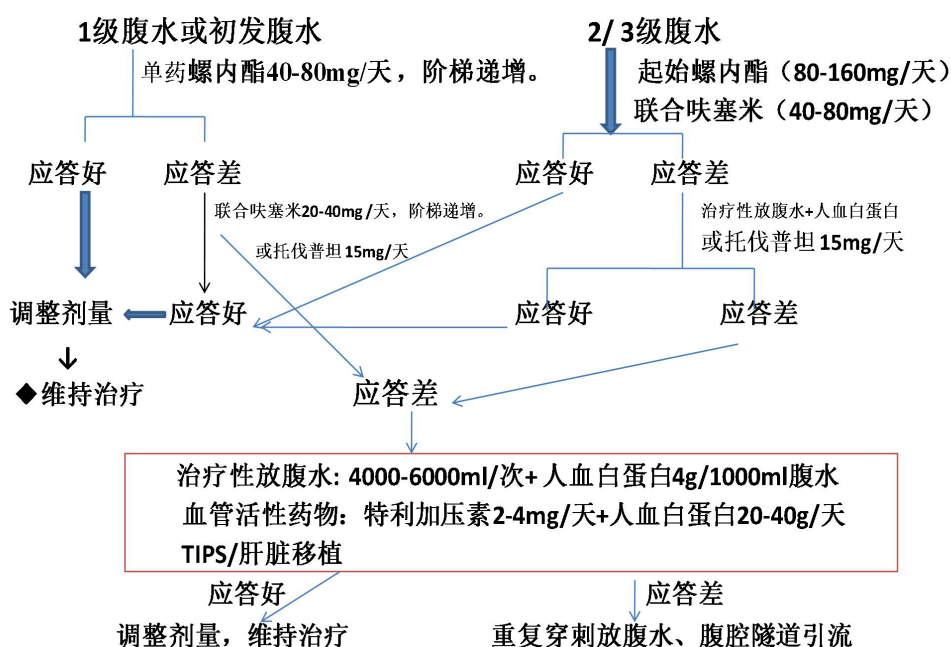 1级腹水或初发腹水
2/ 3级腹水
单药螺内酯40-80mg/天，阶梯递增。
起始螺内酯（80-160mg/天）
联合呋塞米（40-80mg/天）
应答好
应答差
应答好
应答差
联合呋塞米20-40mg/天，阶梯递增。
或托伐普坦15mg/天
治疗性放腹水+人血白蛋白
或托伐普坦15mg/天
调整剂量
应答好
应答好
应答差
◆维持治疗
应答差
治疗性放腹水: 4000-6000ml/次+ 人血白蛋白4g/1000ml腹水
血管活性药物：特利加压素2-4mg/天+人血白蛋白20-40g/天
TIPS/肝脏移植
应答好
应答差
调整剂量，维持治疗
重复穿刺放腹水、腹腔隧道引流